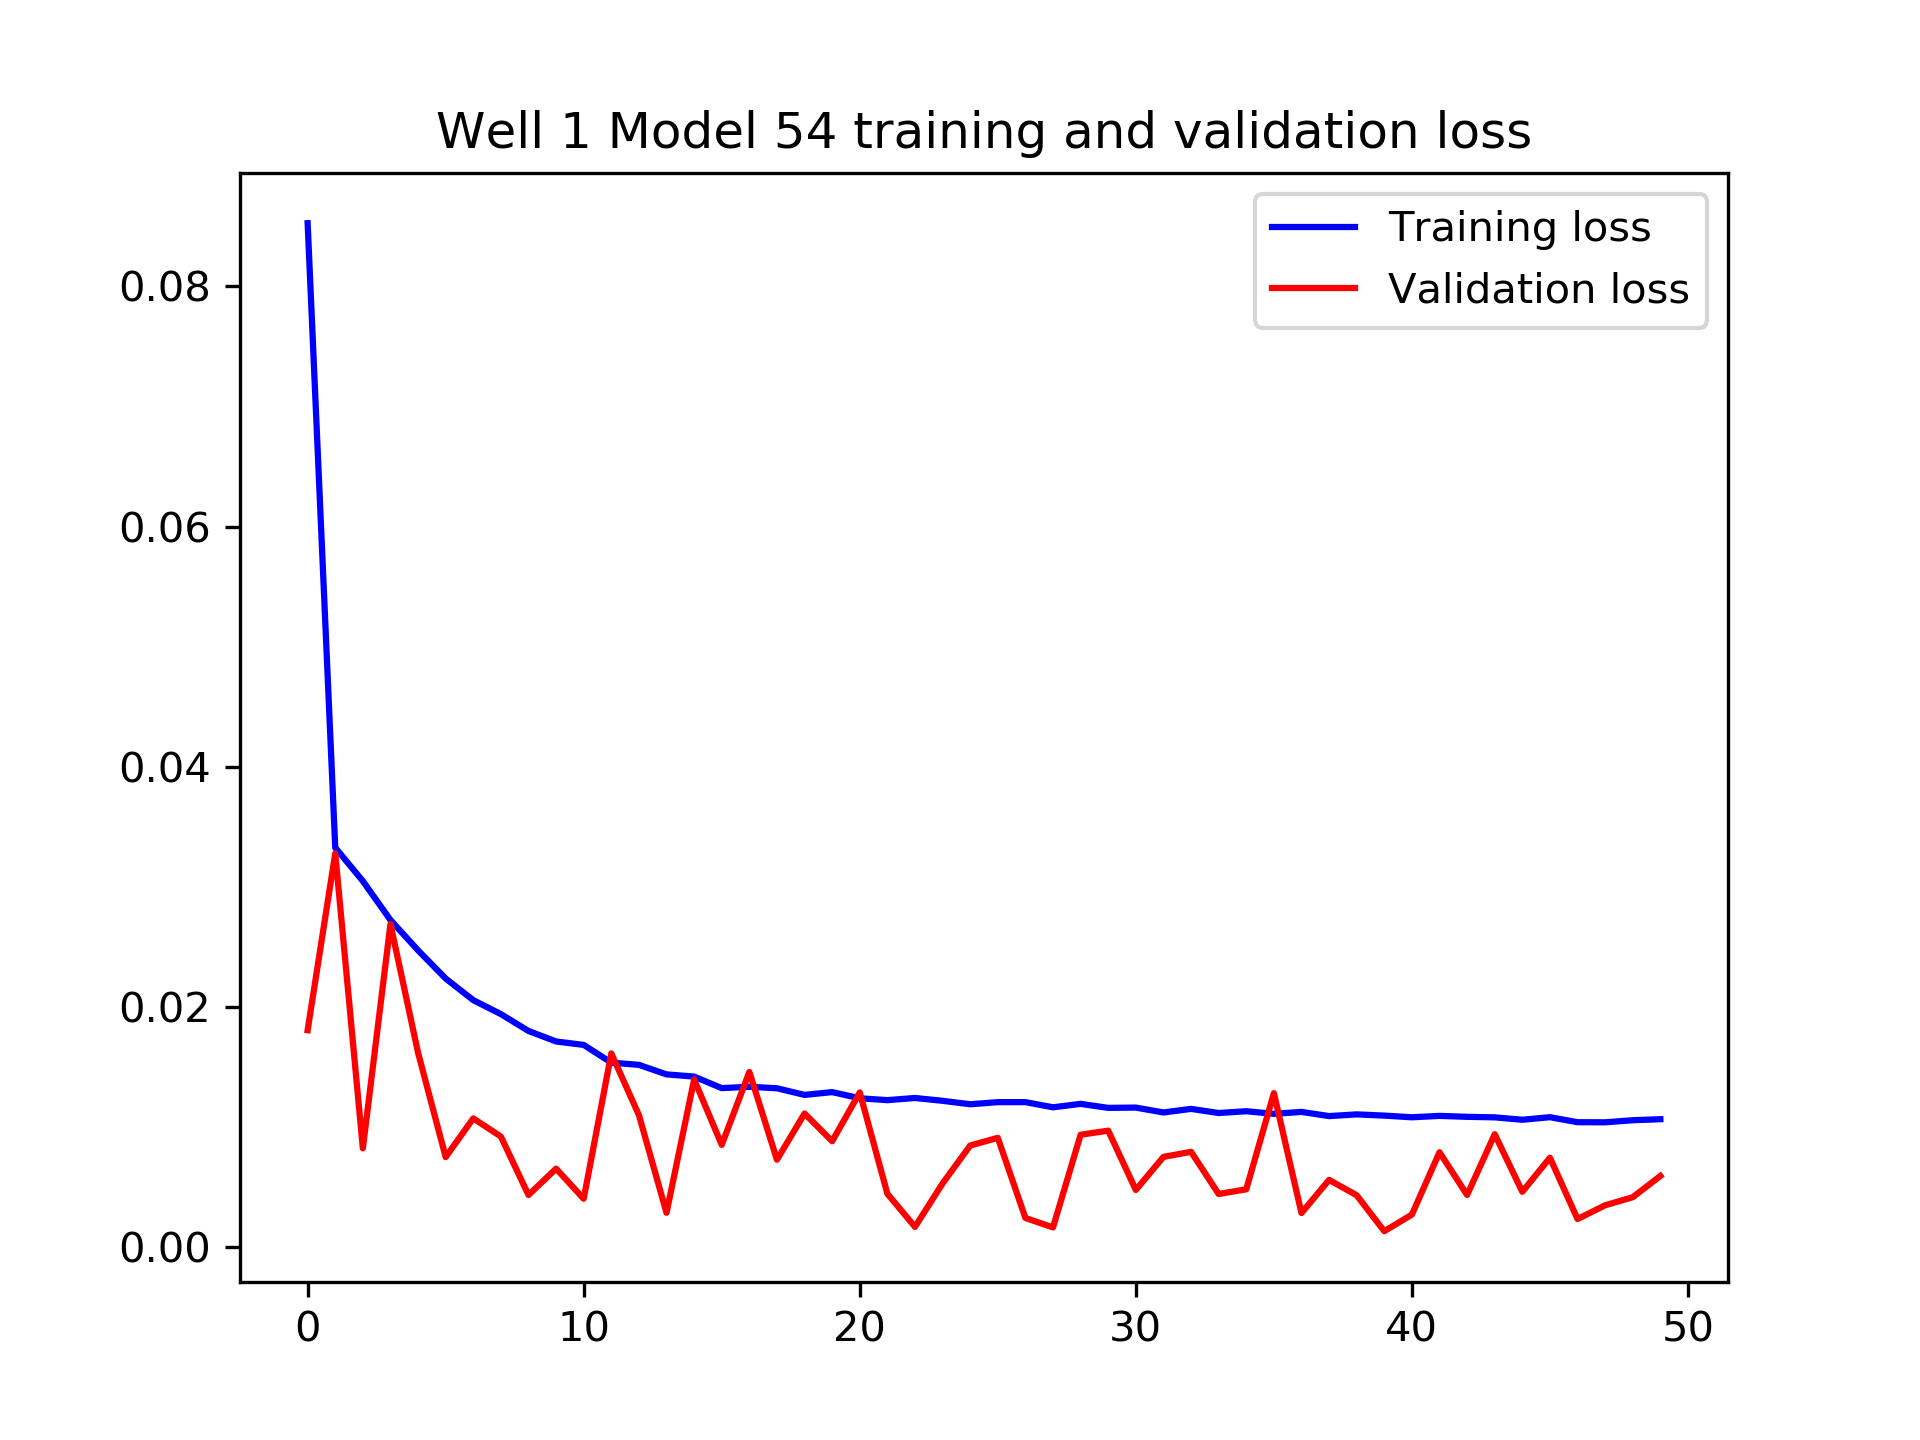 Well 1 Model 54 training and validation loss
Training loss
Validation loss
0.08
0.06
0.04
0.02
0.00
0 10 20 30 40 50